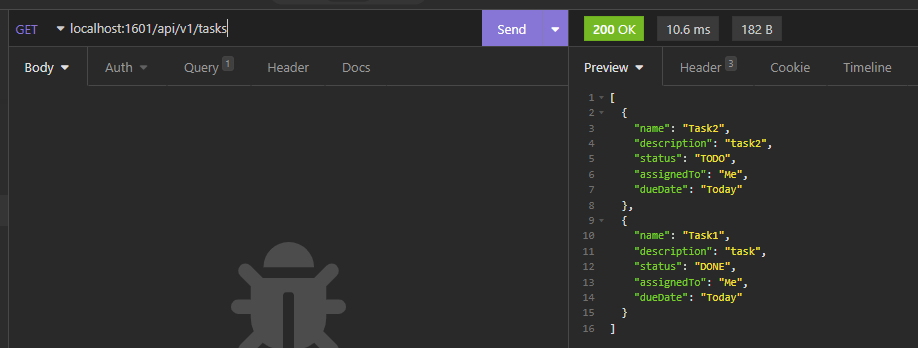 GET localhost:1601/api/v1/tasks Send 200 OK 10.6 ms 182 B
Body Auth Query 1 Header Docs Preview Header 3 Cookie Timeline
1 [
2 {
3 "name": "Task2",
4 "description": "task2",
5 "status": "TODO",
6 "assignedTo": "Me",
7 "dueDate": "Today"
8 },
9 {
10 "name": "Task1",
11 "description": "task",
12 "status": "DONE",
13 "assignedTo": "Me",
14 "dueDate": "Today"
15 }
16 ]